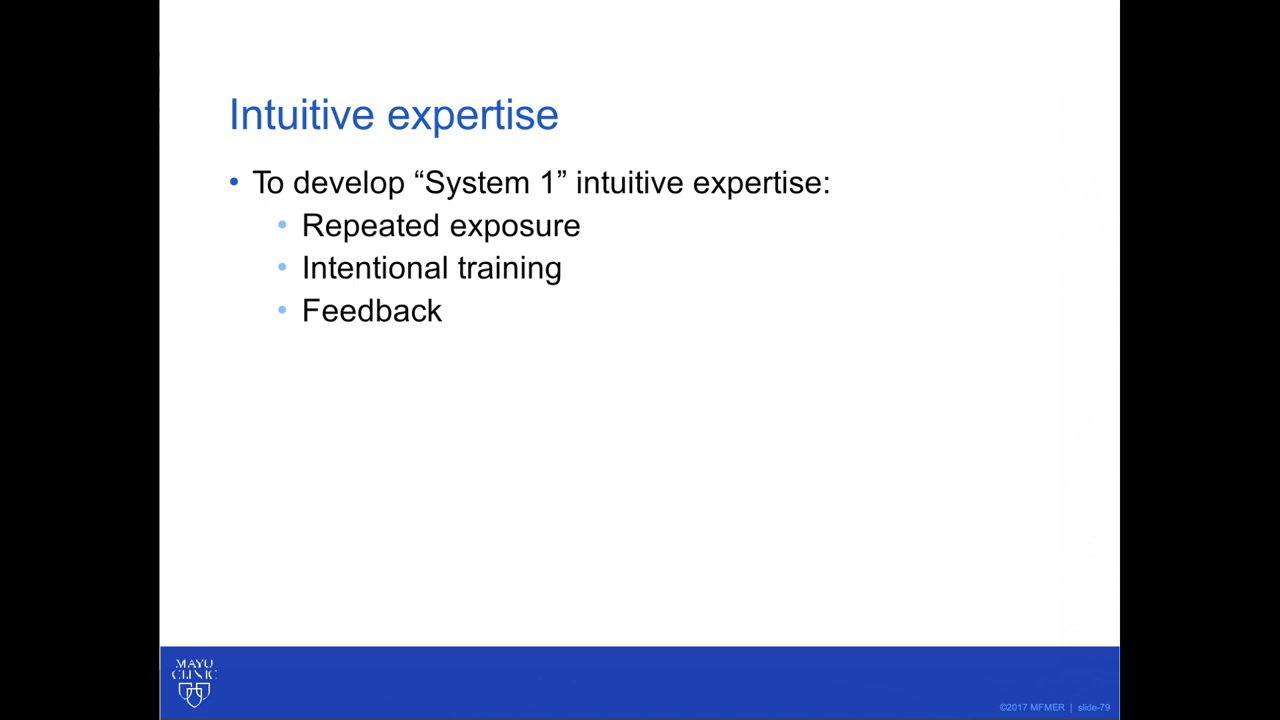 Intuitive expertise
• To develop “System 1” intuitive expertise:
• Repeated exposure
• Intentional training
• Feedback
MAYO
CLINIC
©2017 MFMER | slide-79